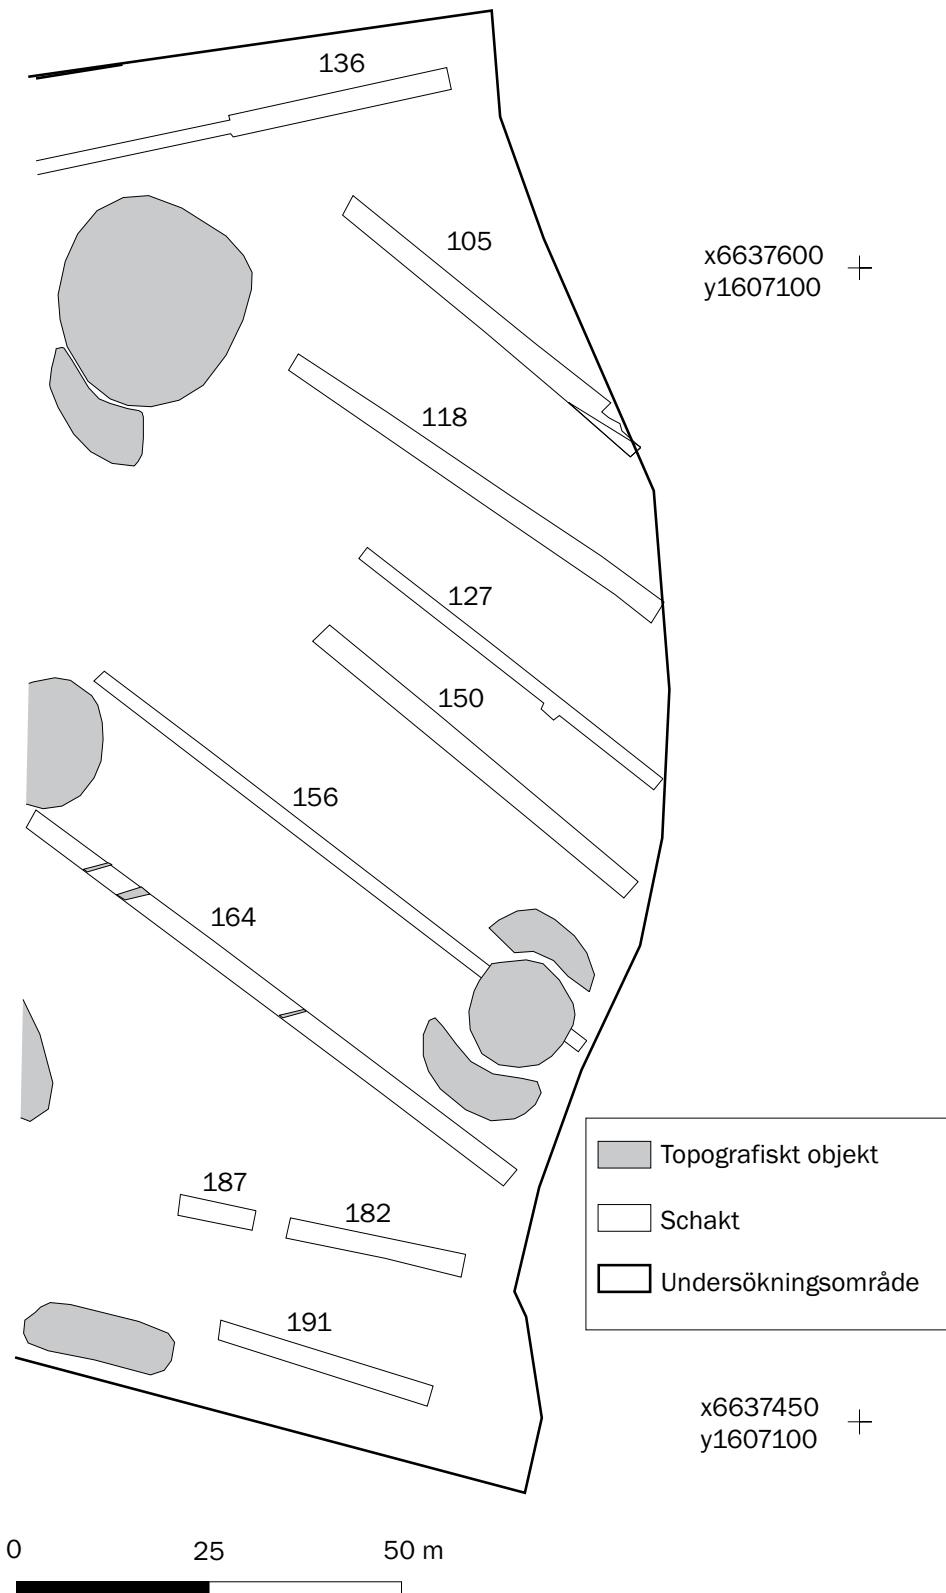 136
105
x6637600
y1607100
118
127
150
156
164
Topografiskt objekt
187
182
Schakt
Undersökningsområde
191
x6637450
y1607100
0 25 50 m